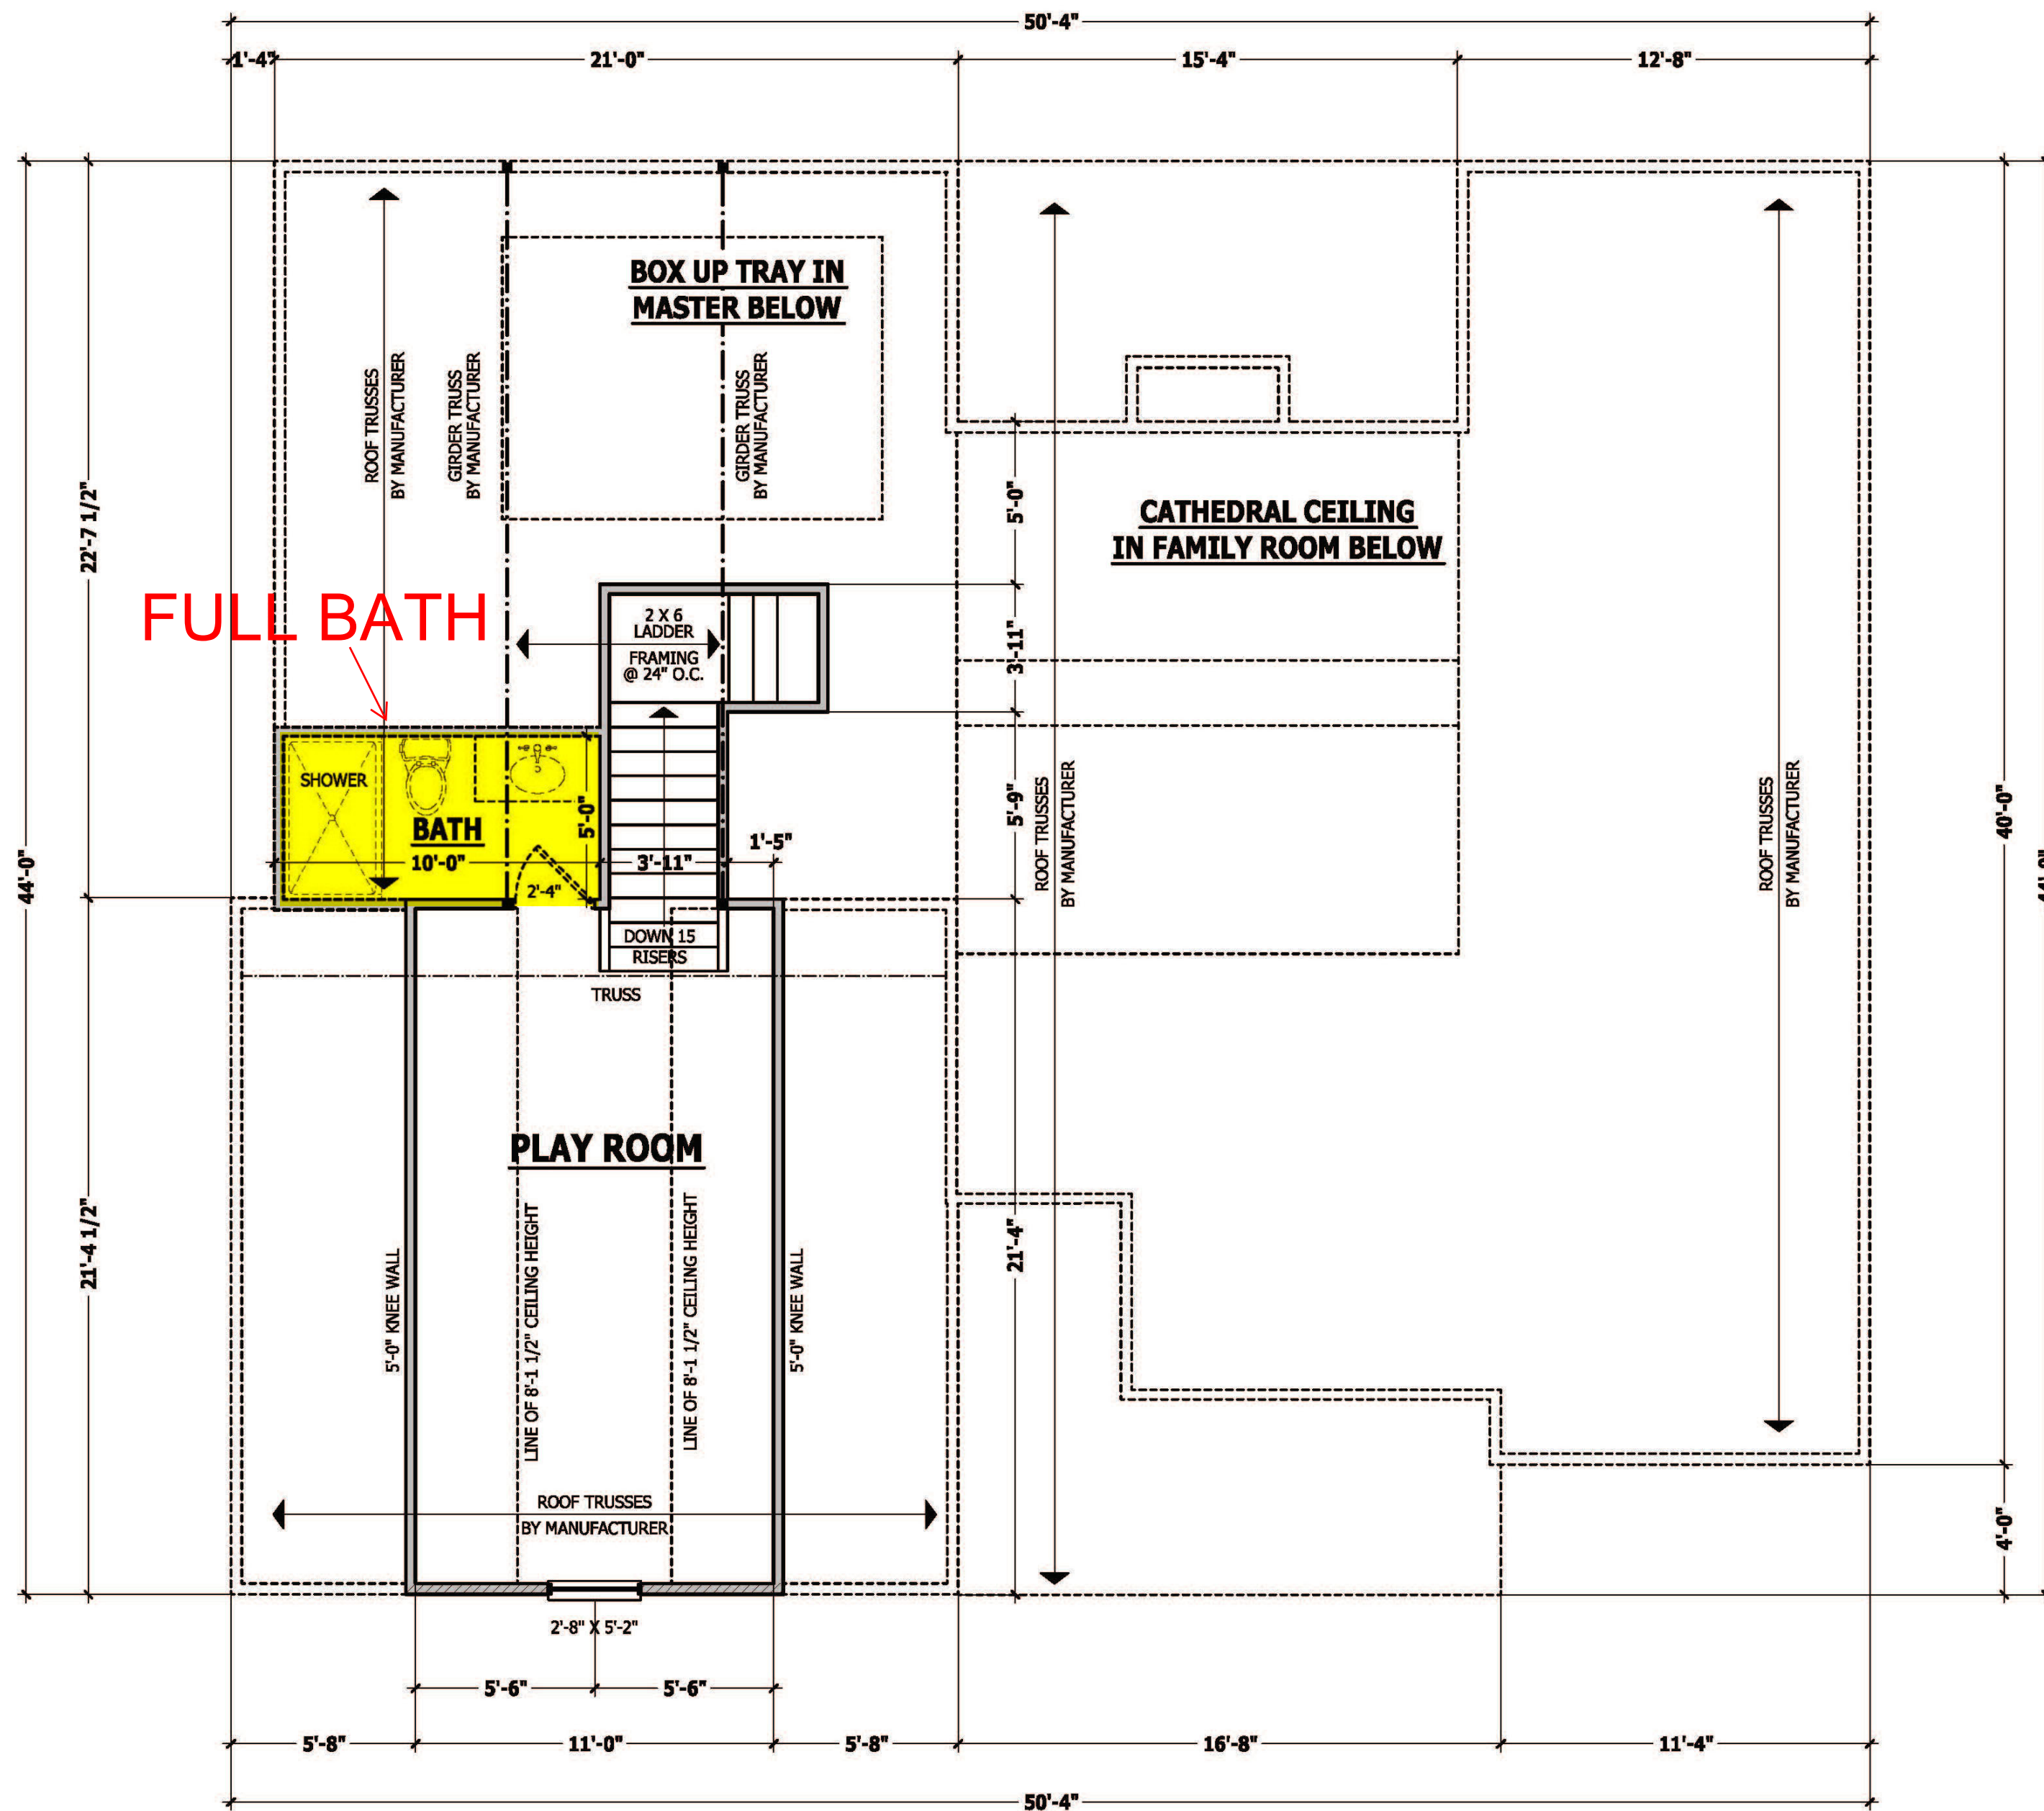 50'-4"
1'-4"
21'-0"
15'-4"
12'-8"
BOX UP TRAY IN
MASTER BELOW
ROOF TRUSSES
BY MANUFACTURER
GIRDER TRUSS
BY MANUFACTURER
GIRDER TRUSS
BY MANUFACTURER
22'-7 1/2"
5'-0"
CATHEDRAL CEILING
IN FAMILY ROOM BELOW
FULL BATH
2 X 6
LADDER
FRAMING
@ 24" O.C.
3'-11"
SHOWER
BATH
10'-0"
5'-0"
2'-4"
3'-11"
1'-5"
5'-9"
ROOF TRUSSES
BY MANUFACTURER
ROOF TRUSSES
BY MANUFACTURER
40'-0"
44'-0"
44'-0"
DOWN 15
RISERS
TRUSS
PLAY ROOM
21'-4 1/2"
5'-0" KNEE WALL
LINE OF 8'-1 1/2" CEILING HEIGHT
LINE OF 8'-1 1/2" CEILING HEIGHT
5'-0" KNEE WALL
21'-4"
ROOF TRUSSES
BY MANUFACTURER
4'-0"
2'-8" X 5'-2"
5'-6"
5'-6"
5'-8"
11'-0"
5'-8"
16'-8"
11'-4"
50'-4"